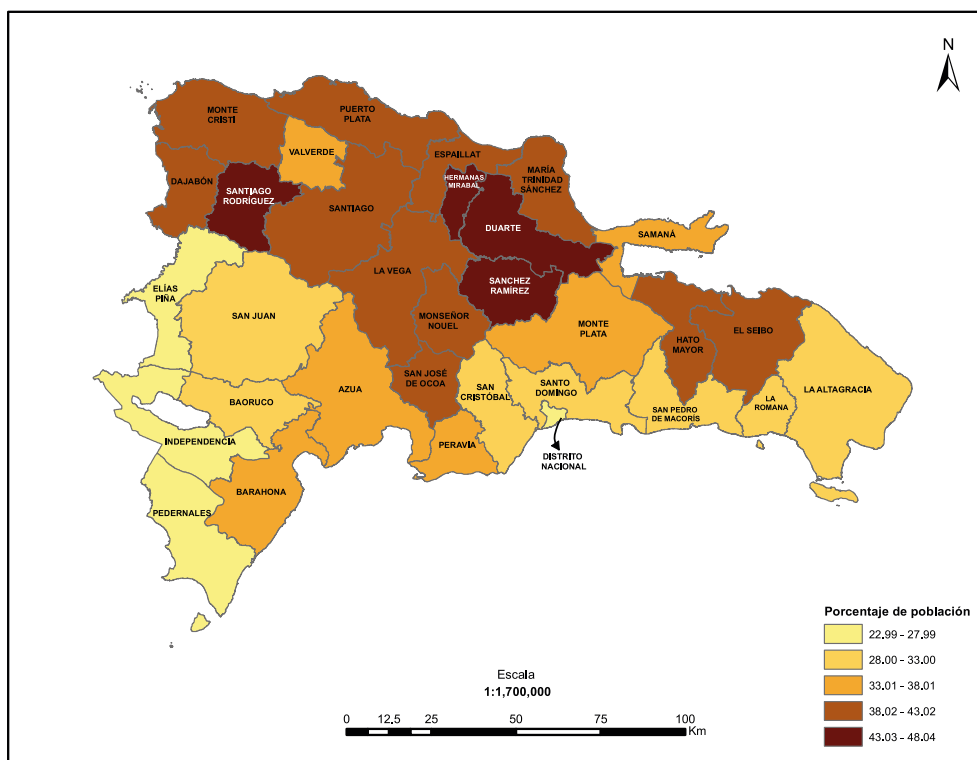 N
MONTE
CRISTÍ
PUERTO
PLATA
VALVERDE
ESPAILLAT
DAJABÓN
SANTIAGO
RODRÍGUEZ
HERMANAS
MIRABAL
MARÍA
TRINIDAD
SÁNCHEZ
SANTIAGO
DUARTE
SAMANÁ
LA VEGA
SANCHEZ
RAMÍREZ
ELÍAS
PIÑA
SAN JUAN
MONSEÑOR
NOUEL
MONTE
PLATA
HATO
MAYOR
EL SEIBO
SAN JOSÉ
DE OCOA
AZUA
SAN
CRISTÓBAL
SANTO
DOMINGO
LA ALTAGRACIA
BAORUCO
LA
ROMANA
SAN PEDRO
DE MACORÍS
INDEPENDENCIA
PERAVÍA
DISTRITO
NACIONAL
BARAHONA
PEDERNALES
Porcentaje de población
22.99 - 27.99
28.00 - 33.00
33.01 - 38.01
38.02 - 43.02
43.03 - 48.04
Escala
1:1,700,000
0 12,5 25 50 75 100
Km